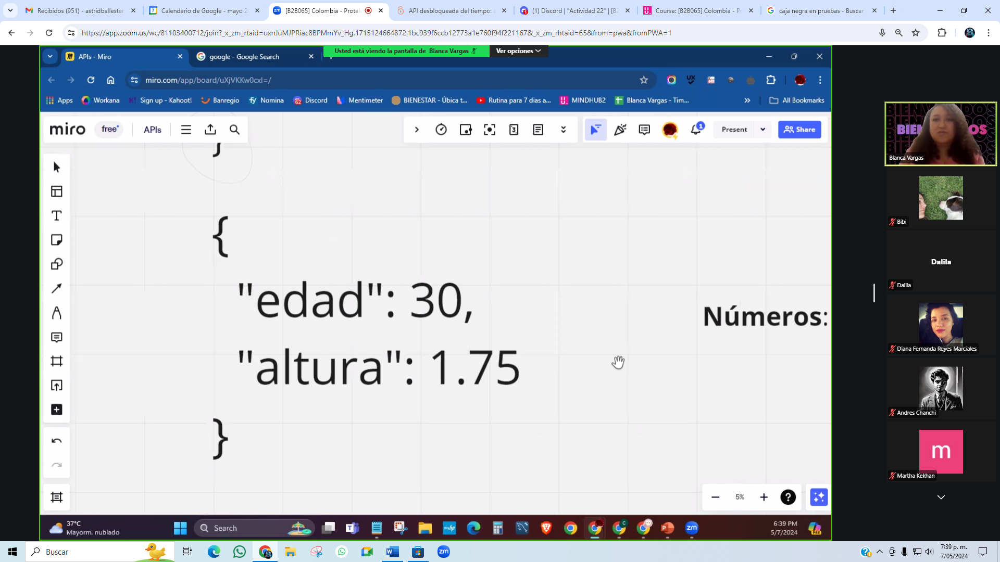 Recibidos (951) - astridballester
Calendario de Google - mayo 2
[B2B065] Colombia - Protal
API desbloqueada del tiempo: a
(1) Discord | "Actividad 22" | [B2
Course: [B2B065] Colombia - Pr
caja negra en pruebas - Buscar
https://app.zoom.us/wc/81103400712/join?_x_zm_rtaid=uxnJuMJPRiac8BPMmYv_Hg.1715124664872.1bc939f6ccb12773a1e760f94f221167&_x_zm_rhtaid=65&from=pwa&fromPWA=1
Usted está viendo la pantalla de Blanca Vargas
Ver opciones
APIs - Miro
google - Google Search
miro.com/app/board/uXjVKKw0cxI=/
Apps
Workana
Sign up - Kahoot!
Banregio
Nomina
Discord
Mentimeter
BIENESTAR - Úbica t...
Rutina para 7 dias a...
MINDHUB2
Blanca Vargas - Tim...
All Bookmarks
miro
free
APIs
1
Present
Share
}
{
"edad": 30,
"altura": 1.75
}
Números:
5%
BIENVENIDOS
Blanca Vargas
Bibi
Dalila
Dalila
Diana Fernanda Reyes Marciales
Andres Chanchi
m
Martha Kekhan
37°C
Mayorm. nublado
Search
6:39 PM
5/7/2024
Buscar
7:39 p. m.
7/05/2024